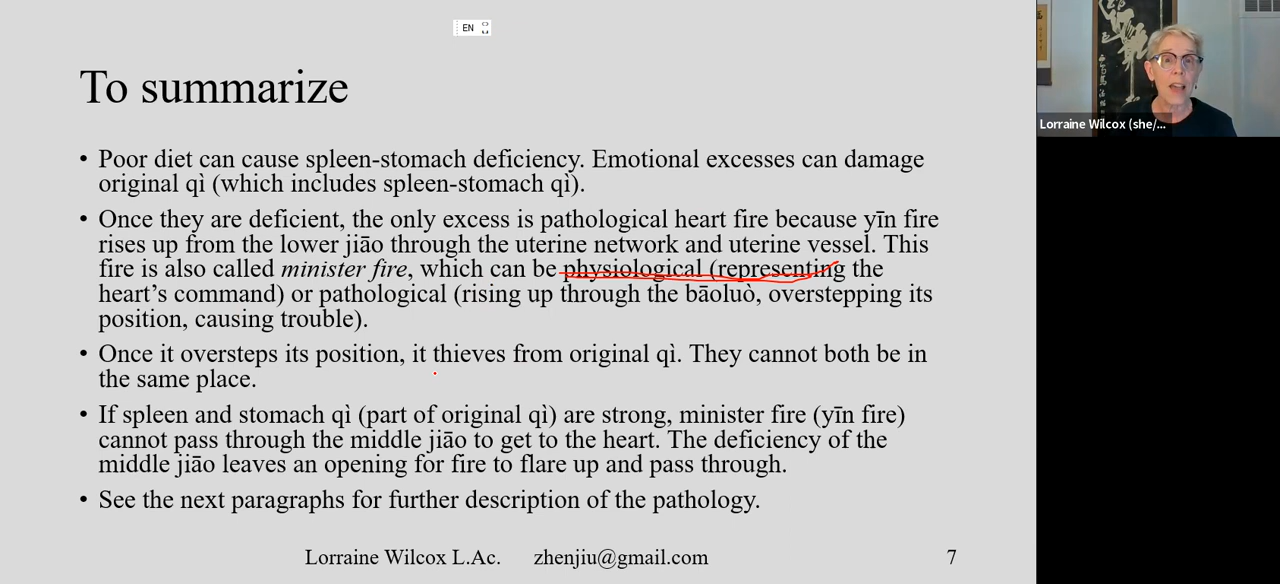 EN
To summarize
• Poor diet can cause spleen-stomach deficiency. Emotional excesses can damage
original qì (which includes spleen-stomach qì).
• Once they are deficient, the only excess is pathological heart fire because yīn fire
rises up from the lower jiāo through the uterine network and uterine vessel. This
fire is also called minister fire, which can be physiological (representing the
heart’s command) or pathological (rising up through the bāoluò, overstepping its
position, causing trouble).
• Once it oversteps its position, it thieves from original qì. They cannot both be in
the same place.
• If spleen and stomach qì (part of original qì) are strong, minister fire (yīn fire)
cannot pass through the middle jiāo to get to the heart. The deficiency of the
middle jiāo leaves an opening for fire to flare up and pass through.
• See the next paragraphs for further description of the pathology.
Lorraine Wilcox L.Ac. zhenjiu@gmail.com 7
Lorraine Wilcox (she/...